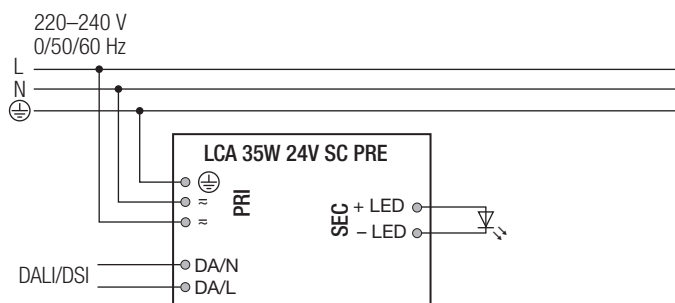 220–240 V
0/50/60 Hz
L
N
LCA 35W 24V SC PRE
PRI
≂
≂
SEC
+ LED
– LED
DALI/DSI
DA/N
DA/L